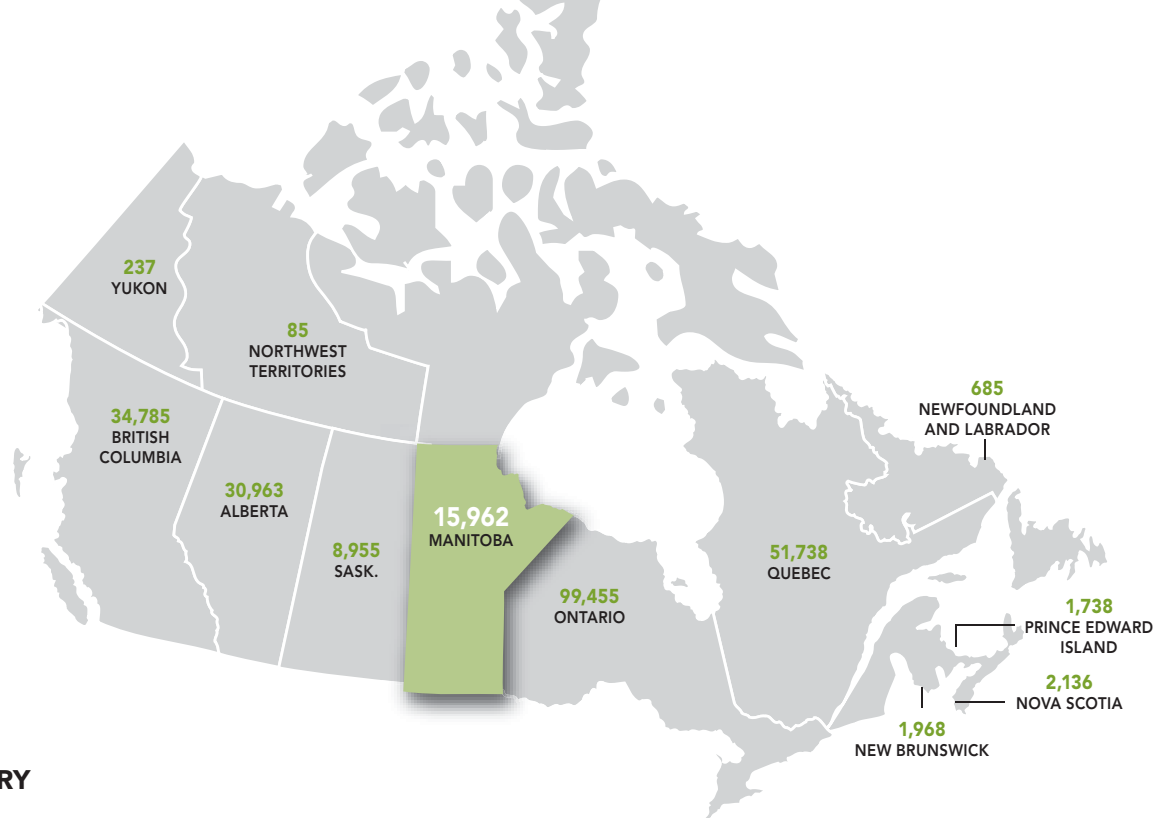 237
YUKON
85
NORTHWEST
TERRITORIES
685
NEWFOUNDLAND
AND LABRADOR
34,785
BRITISH
COLUMBIA
30,963
ALBERTA
8,955
SASK.
15,962
MANITOBA
99,455
ONTARIO
51,738
QUEBEC
1,738
PRINCE EDWARD
ISLAND
2,136
NOVA SCOTIA
1,968
NEW BRUNSWICK
RY